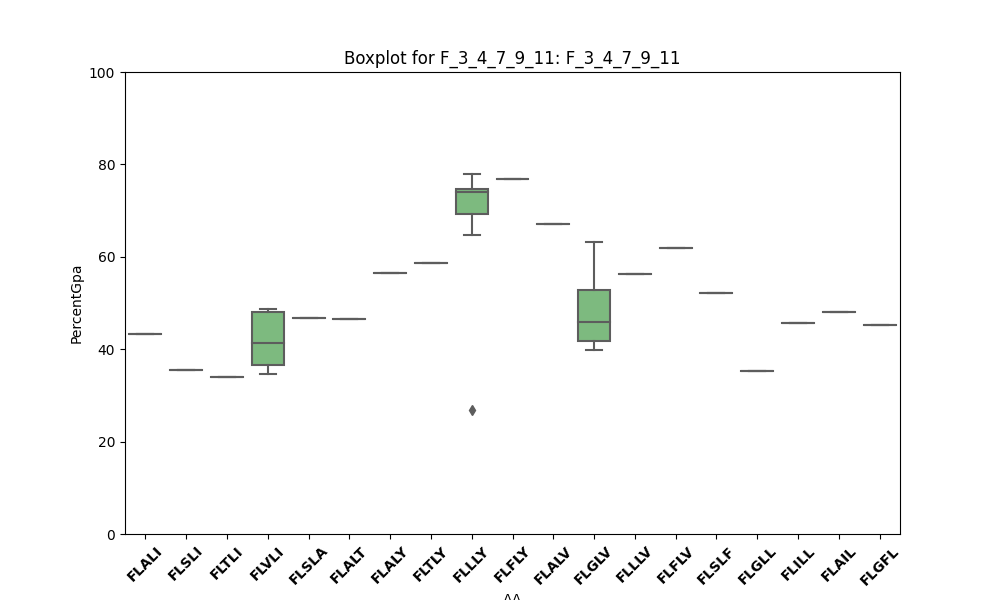 Boxplot for F_3_4_7_9_11: F_3_4_7_9_11
100
80
60
40
20
0
PercentGpa
FLALI FLSLI FLTLI FLVLI FLSLA FLALT FLALY FLTLY FLLLY FLFLY FLALV FLGLV FLLLV FLFLV FLSLF FLGLL FLILL FLAIL FLGFL
AA